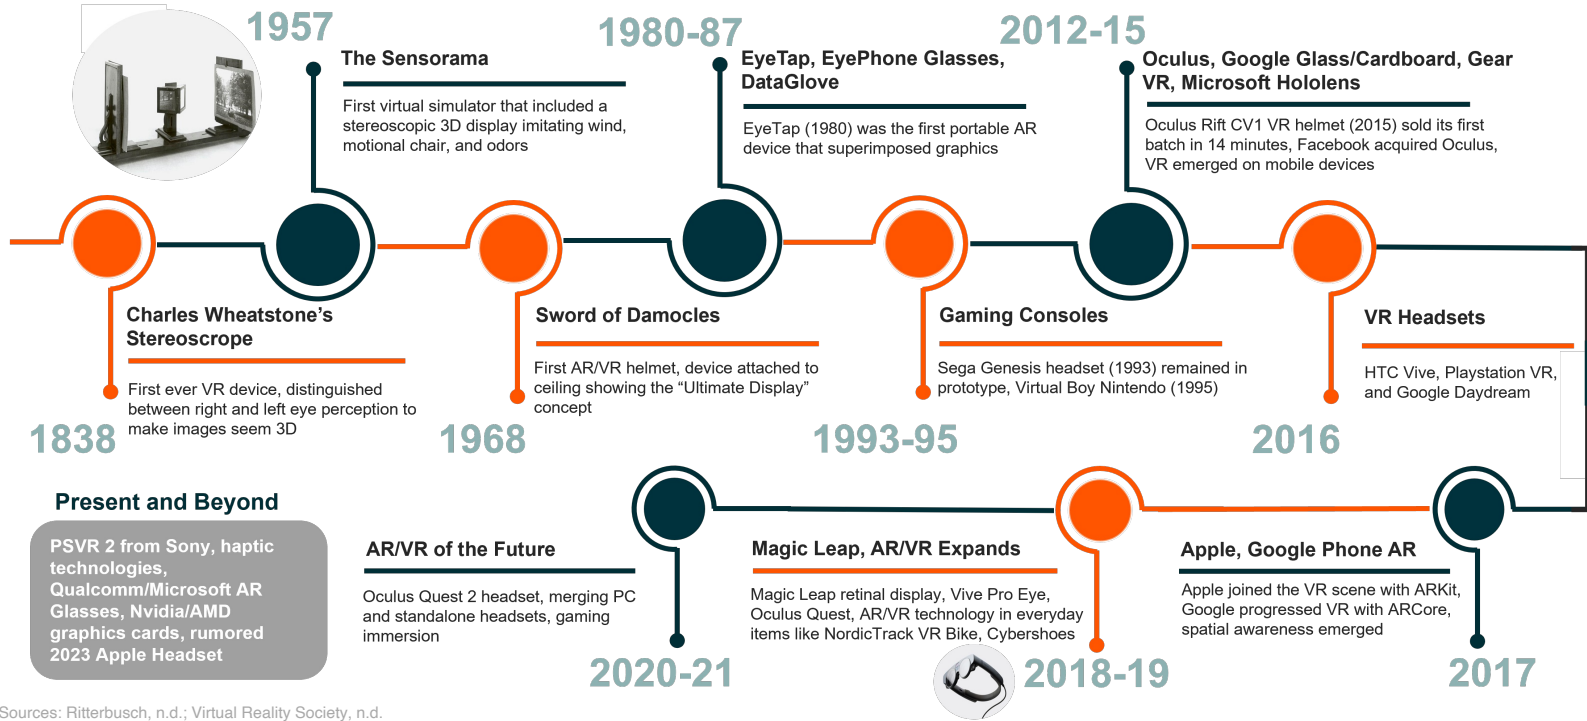 1957
The Sensorama
First virtual simulator that included a
stereoscopic 3D display imitating wind,
motional chair, and odors
1980-87
EyeTap, EyePhone Glasses,
DataGlove
EyeTap (1980) was the first portable AR
device that superimposed graphics
2012-15
Oculus, Google Glass/Cardboard, Gear
VR, Microsoft Hololens
Oculus Rift CV1 VR helmet (2015) sold its first
batch in 14 minutes, Facebook acquired Oculus,
VR emerged on mobile devices
Charles Wheatstone's
Stereoscrope
First ever VR device, distinguished
between right and left eye perception to
make images seem 3D
1838
Sword of Damocles
First AR/VR helmet, device attached to
ceiling showing the “Ultimate Display”
concept
1968
Gaming Consoles
Sega Genesis headset (1993) remained in
prototype, Virtual Boy Nintendo (1995)
1993-95
VR Headsets
HTC Vive, Playstation VR,
and Google Daydream
2016
Apple, Google Phone AR
Apple joined the VR scene with ARKit,
Google progressed VR with ARCore,
spatial awareness emerged
2017
Magic Leap, AR/VR Expands
Magic Leap retinal display, Vive Pro Eye,
Oculus Quest, AR/VR technology in everyday
items like NordicTrack VR Bike, Cybershoes
2018-19
AR/VR of the Future
Oculus Quest 2 headset, merging PC
and standalone headsets, gaming
immersion
2020-21
Present and Beyond
PSVR 2 from Sony, haptic
technologies,
Qualcomm/Microsoft AR
Glasses, Nvidia/AMD
graphics cards, rumored
2023 Apple Headset
Sources: Ritterbusch, n.d.; Virtual Reality Society, n.d.